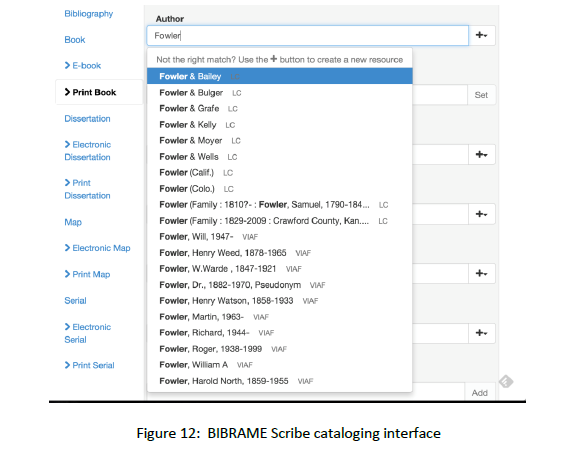 Bibliography
Book
E-book
Print Book
Dissertation
Electronic
Dissertation
Print
Dissertation
Map
Electronic Map
Print Map
Serial
Electronic
Serial
Print Serial
Author
Fowler
Not the right match? Use the + button to create a new resource
Fowler & Bailey LC
Fowler & Bulger LC
Fowler & Grafe LC
Fowler & Kelly LC
Fowler & Moyer LC
Fowler & Wells LC
Fowler (Calif.) LC
Fowler (Colo.) LC
Fowler (Family : 1810?- : Fowler, Samuel, 1790-184... LC
Fowler (Family : 1829-2009 : Crawford County, Kan.... LC
Fowler, Will, 1947- VIAF
Fowler, Henry Weed, 1878-1965 VIAF
Fowler, W.Warde , 1847-1921 VIAF
Fowler, Dr., 1882-1970, Pseudonym VIAF
Fowler, Henry Watson, 1858-1933 VIAF
Fowler, Martin, 1963- VIAF
Fowler, Richard, 1944- VIAF
Fowler, Roger, 1938-1999 VIAF
Fowler, William A VIAF
Fowler, Harold North, 1859-1955 VIAF
Set
Add
Figure 12: BIBRAME Scribe cataloging interface